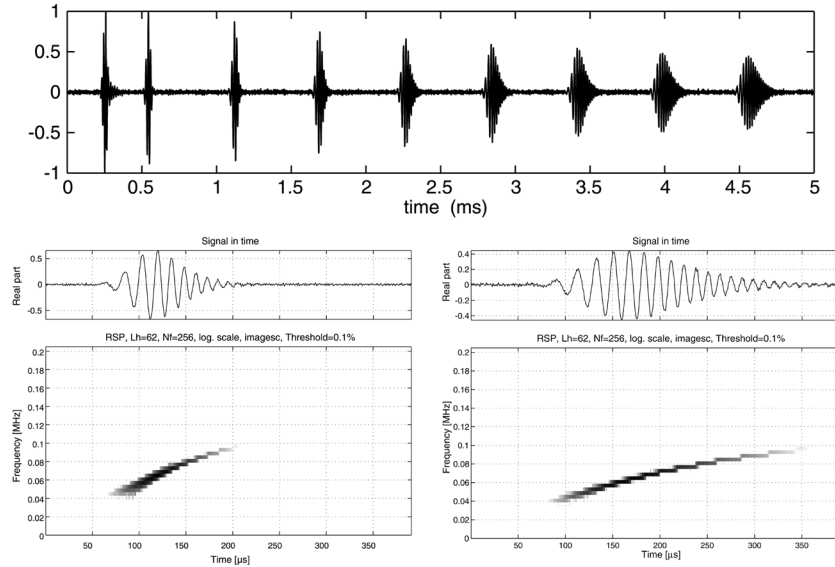 1
0.5
0
-0.5
-1
0 0.5 1 1.5 2 2.5 3 3.5 4 4.5 5
time (ms)
Signal in time
Real part
0.5
0
-0.5
RSP, Lh=62, Nf=256, log. scale, imagesc, Threshold=0.1%
Frequency [MHz]
0.2
0.18
0.16
0.14
0.12
0.1
0.08
0.06
0.04
0.02
0
50 100 150 200 250 300 350
Time [µs]
Signal in time
Real part
0.4
0.2
0
-0.2
-0.4
RSP, Lh=62, Nf=256, log. scale, imagesc, Threshold=0.1%
Frequency [MHz]
0.2
0.18
0.16
0.14
0.12
0.1
0.08
0.06
0.04
0.02
0
50 100 150 200 250 300 350
Time [µs]